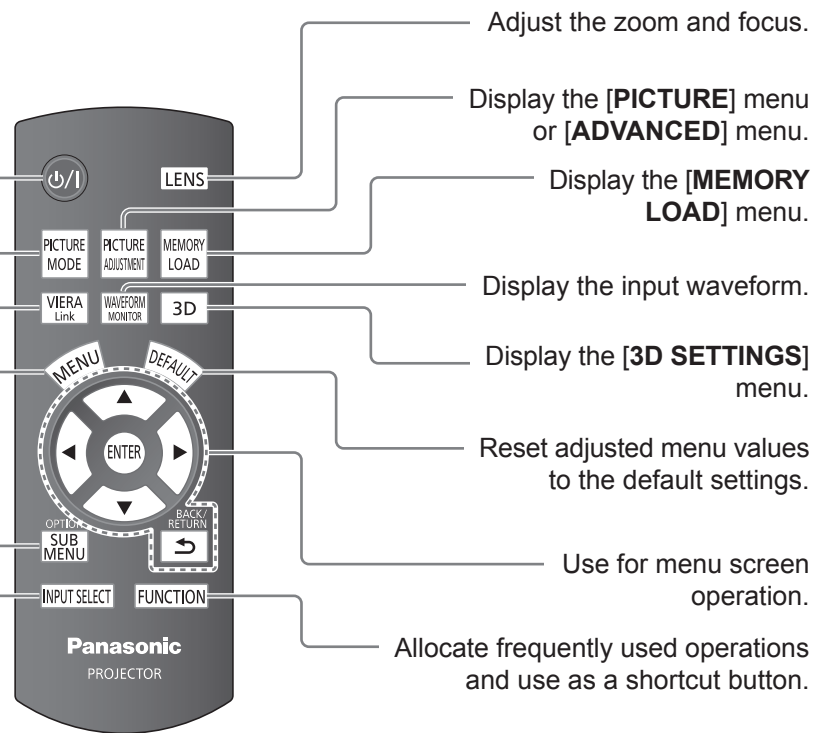 Adjust the zoom and focus.
Display the [PICTURE] menu
or [ADVANCED] menu.
Display the [MEMORY
LOAD] menu.
Display the input waveform.
Display the [3D SETTINGS]
menu.
Reset adjusted menu values
to the default settings.
Use for menu screen
operation.
Allocate frequently used operations
and use as a shortcut button.
LENS
PICTURE
MODE
PICTURE
ADJUSTMENT
MEMORY
LOAD
VIERA
Link
WAVEFORM
MONITOR
3D
MENU
DEFAULT
ENTER
OPTION
SUB
MENU
BACK/
RETURN
INPUT SELECT
FUNCTION
Panasonic
PROJECTOR